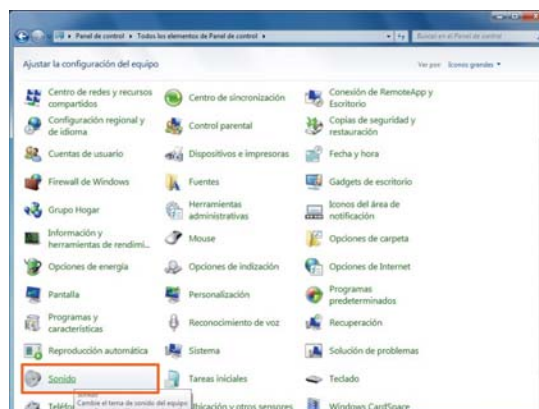 Panel de control ▸ Todos los elementos de Panel de control ▸
Buscar en el Panel de control
Ajustar la configuración del equipo
Ver por: Iconos grandes
Centro de redes y recursos compartidos
Centro de sincronización
Conexión de RemoteApp y Escritorio
Configuración regional y de idioma
Control parental
Copias de seguridad y restauración
Cuentas de usuario
Dispositivos e impresoras
Fecha y hora
Firewall de Windows
Fuentes
Gadgets de escritorio
Grupo Hogar
Herramientas administrativas
Iconos del área de notificación
Información y herramientas de rendimi...
Mouse
Opciones de carpeta
Opciones de energía
Opciones de indización
Opciones de Internet
Pantalla
Personalización
Programas predeterminados
Programas y características
Reconocimiento de voz
Recuperación
Reproducción automática
Sistema
Solución de problemas
Sonido
Tareas iniciales
Teclado
Sonido
Cambie el tema de sonido del equipo
Ubicación y otros sensores
Windows CardSpace